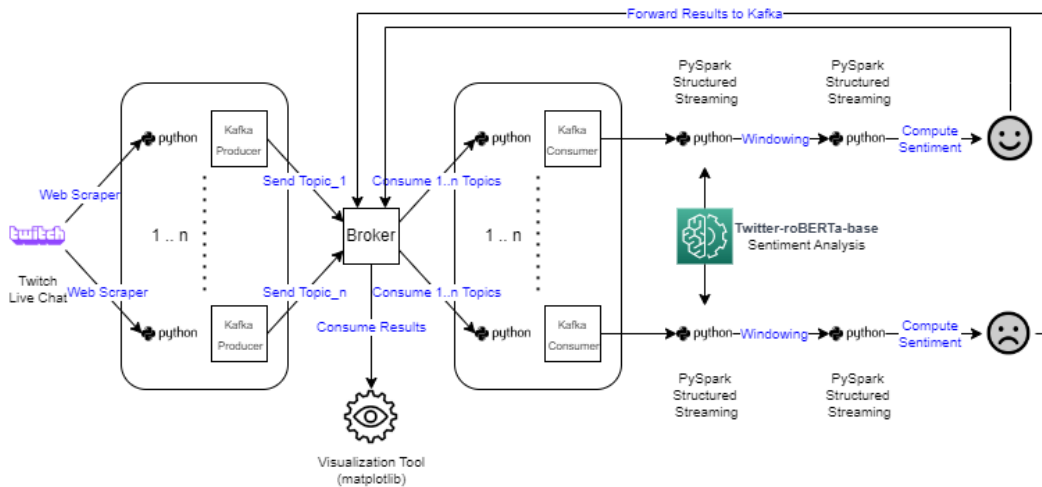 Forward Results to Kafka
PySpark
Structured
Streaming
PySpark
Structured
Streaming
python
Kafka
Producer
python
Kafka
Consumer
python
Windowing
python
Compute
Sentiment
Web Scraper
Send Topic_1
Consume 1..n Topics
twitch
1 .. n
Broker
1 .. n
Twitter-roBERTa-base
Sentiment Analysis
Twitch
Live Chat
Web Scraper
Send Topic_n
Consume 1..n Topics
python
Kafka
Producer
Consume Results
python
Kafka
Consumer
python
Windowing
python
Compute
Sentiment
PySpark
Structured
Streaming
PySpark
Structured
Streaming
Visualization Tool
(matplotlib)